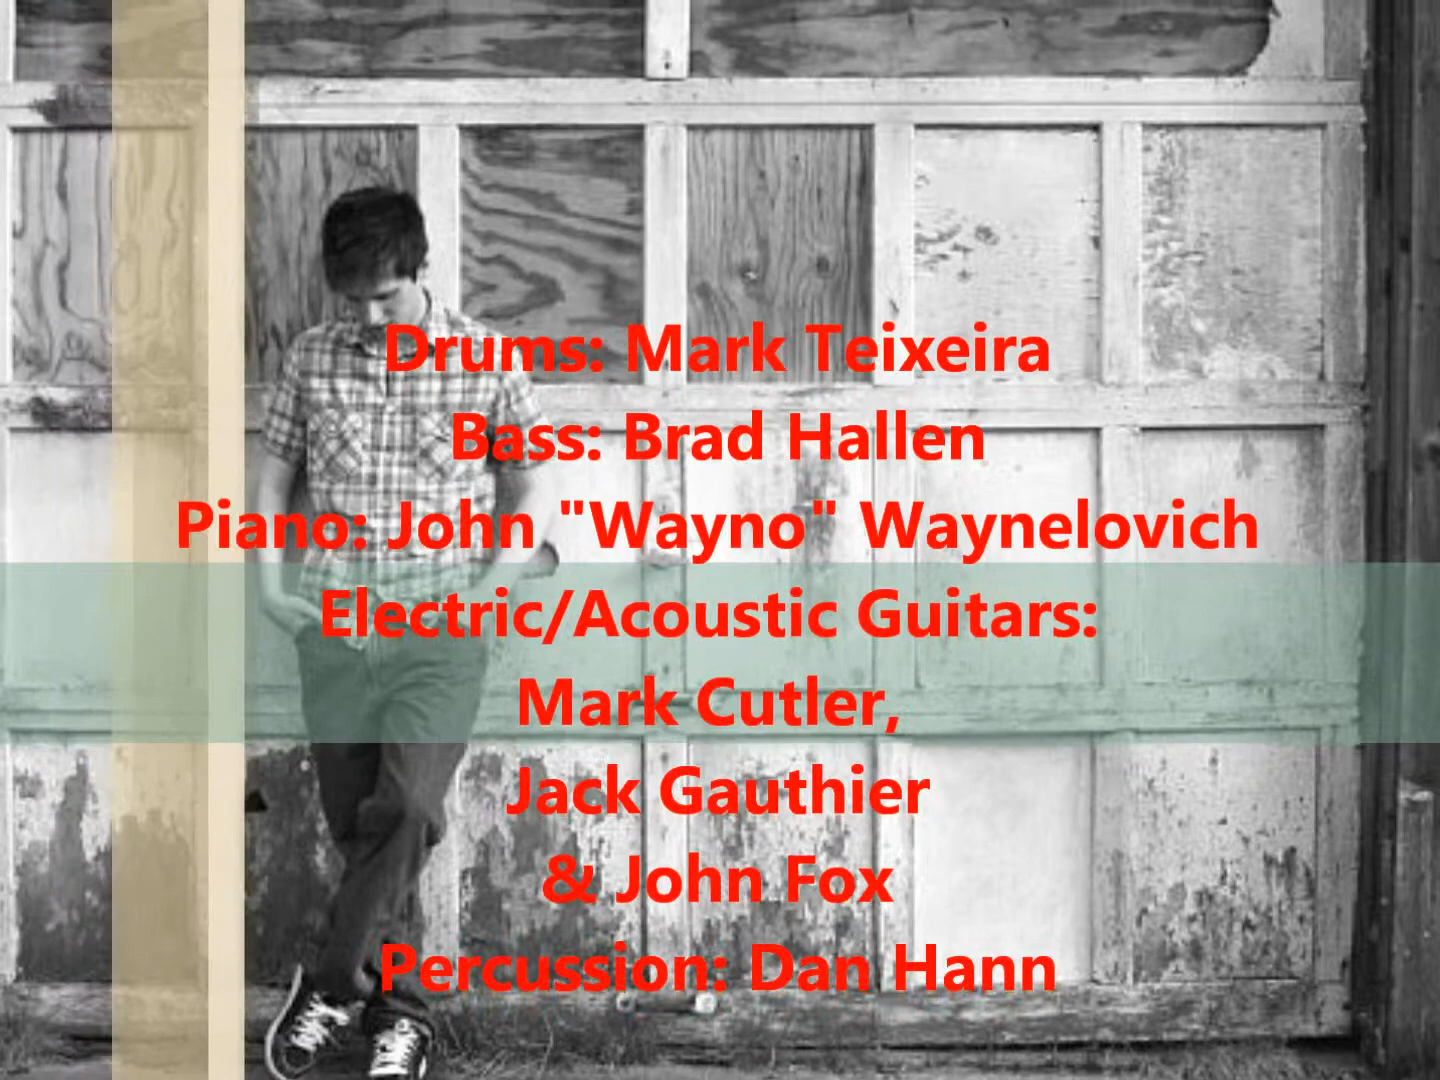 Drums: Mark Teixeira
Bass: Brad Hallen
Piano: John "Wayno" Waynelovich
Electric/Acoustic Guitars:
Mark Cutler,
Jack Gauthier
& John Fox
Percussion: Dan Hann